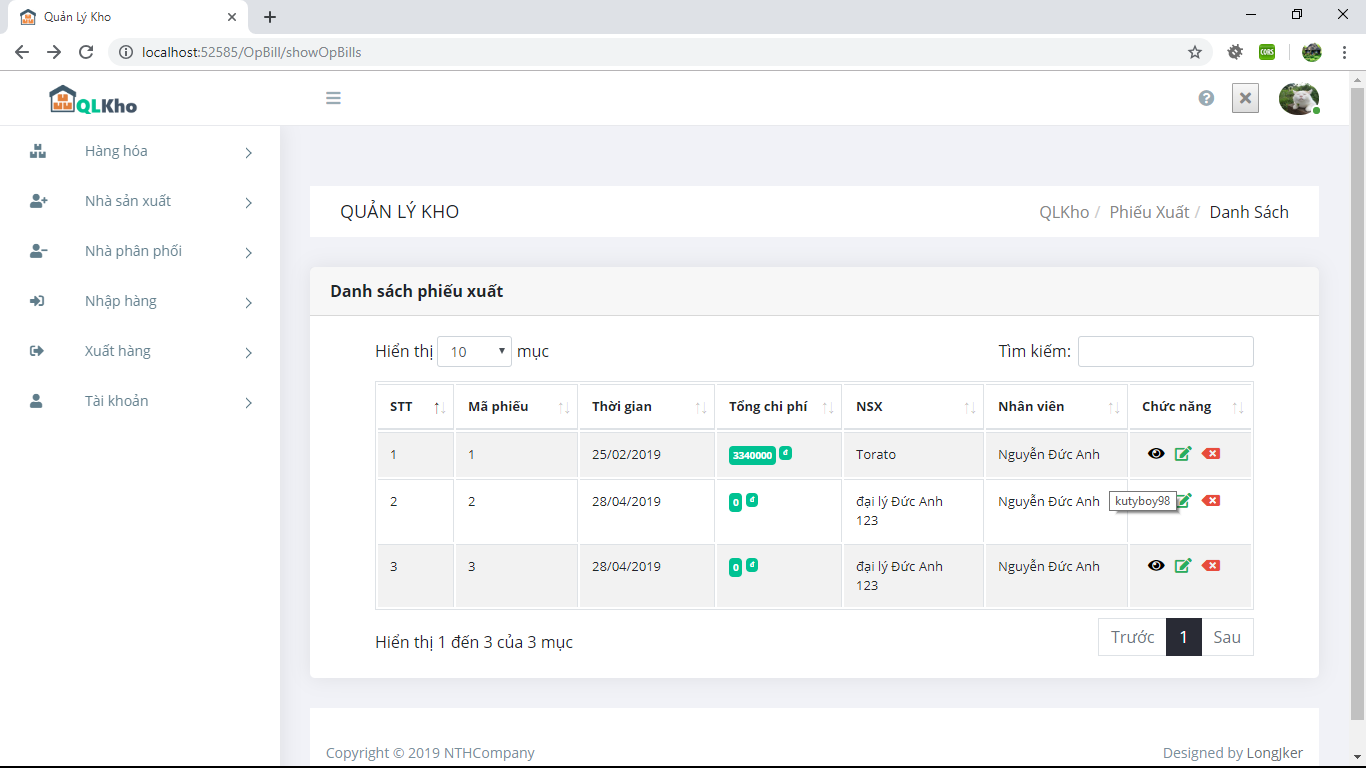 Quản Lý Kho
localhost:52585/OpBill/showOpBills
CORS
QLKho
Hàng hóa
Nhà sản xuất
Nhà phân phối
Nhập hàng
Xuất hàng
Tài khoản
QUẢN LÝ KHO
QLKho / Phiếu Xuất / Danh Sách
Danh sách phiếu xuất
Hiển thị 10 mục
Tìm kiếm:
STT Mã phiếu Thời gian Tổng chi phí NSX Nhân viên Chức năng
1 1 25/02/2019 3340000 đ Torato Nguyễn Đức Anh
2 2 28/04/2019 0 đ đại lý Đức Anh Nguyễn Đức Anh kutyboy98
123
3 3 28/04/2019 0 đ đại lý Đức Anh Nguyễn Đức Anh
123
Hiển thị 1 đến 3 của 3 mục
Trước 1 Sau
Copyright © 2019 NTHCompany
Designed by LongJker